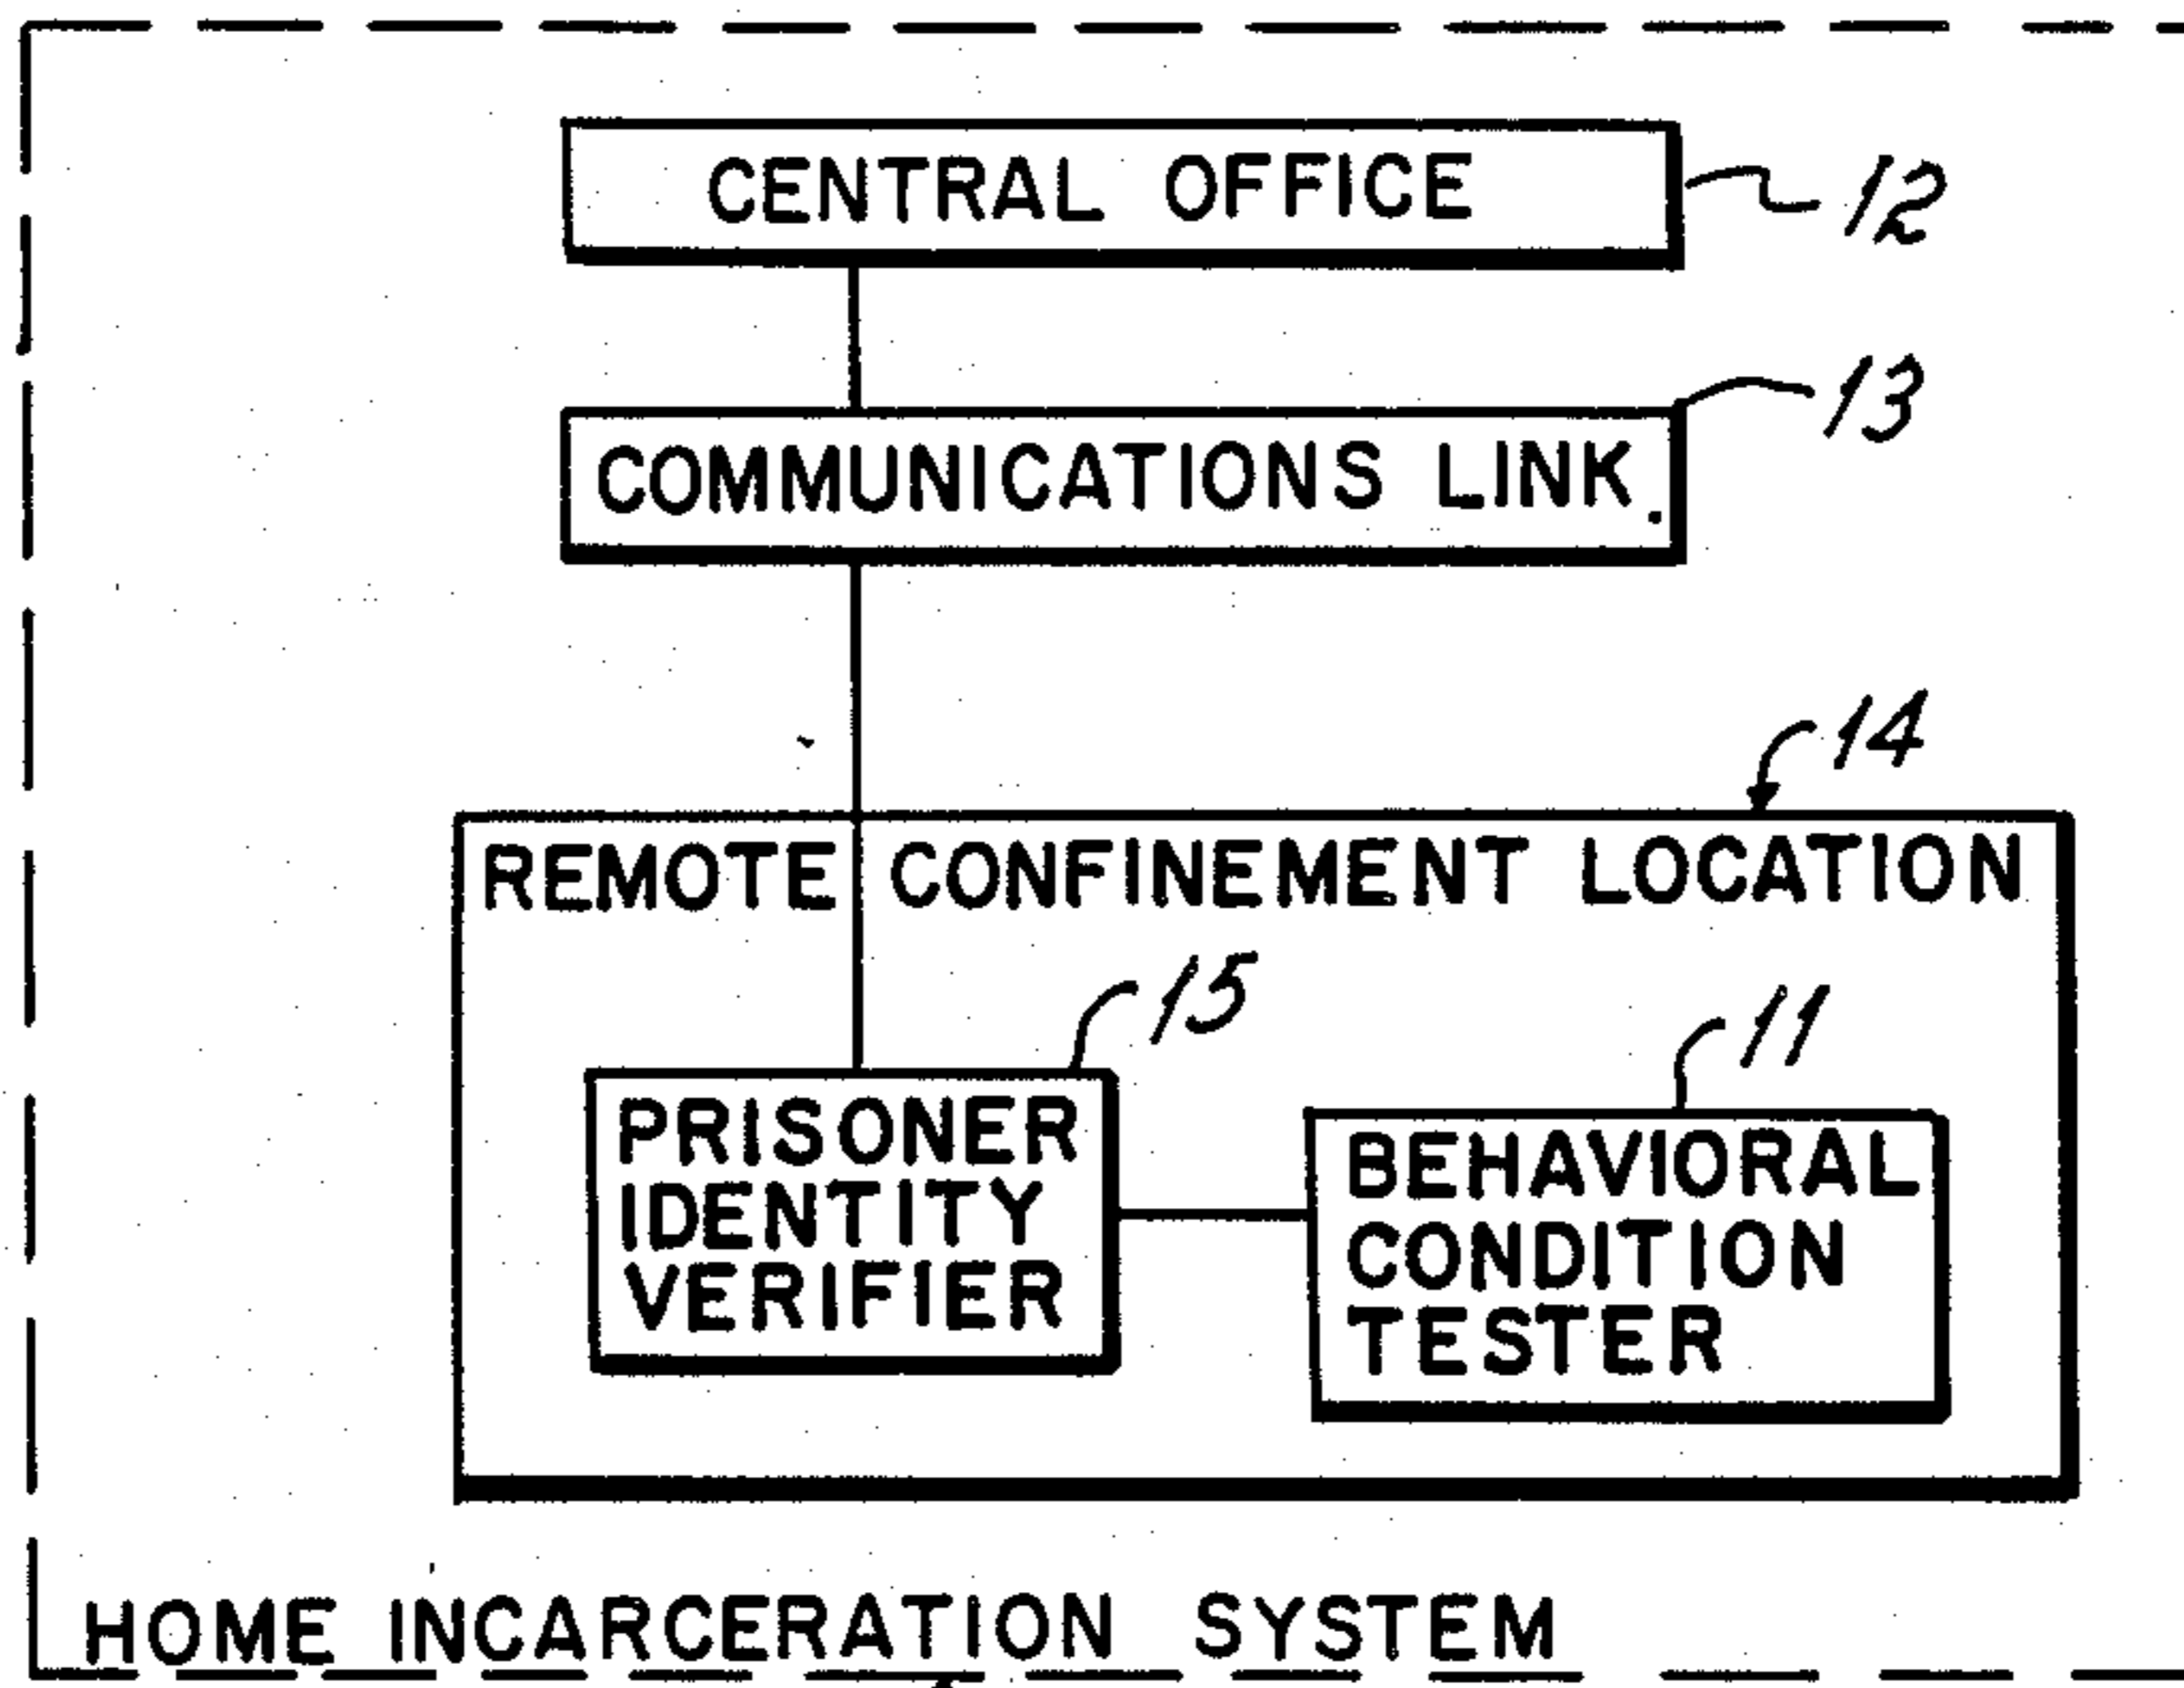 CENTRAL OFFICE
12
COMMUNICATIONS LINK
13
14
REMOTE CONFINEMENT LOCATION
15
11
PRISONER
IDENTITY
VERIFIER
BEHAVIORAL
CONDITION
TESTER
HOME INCARCERATION SYSTEM